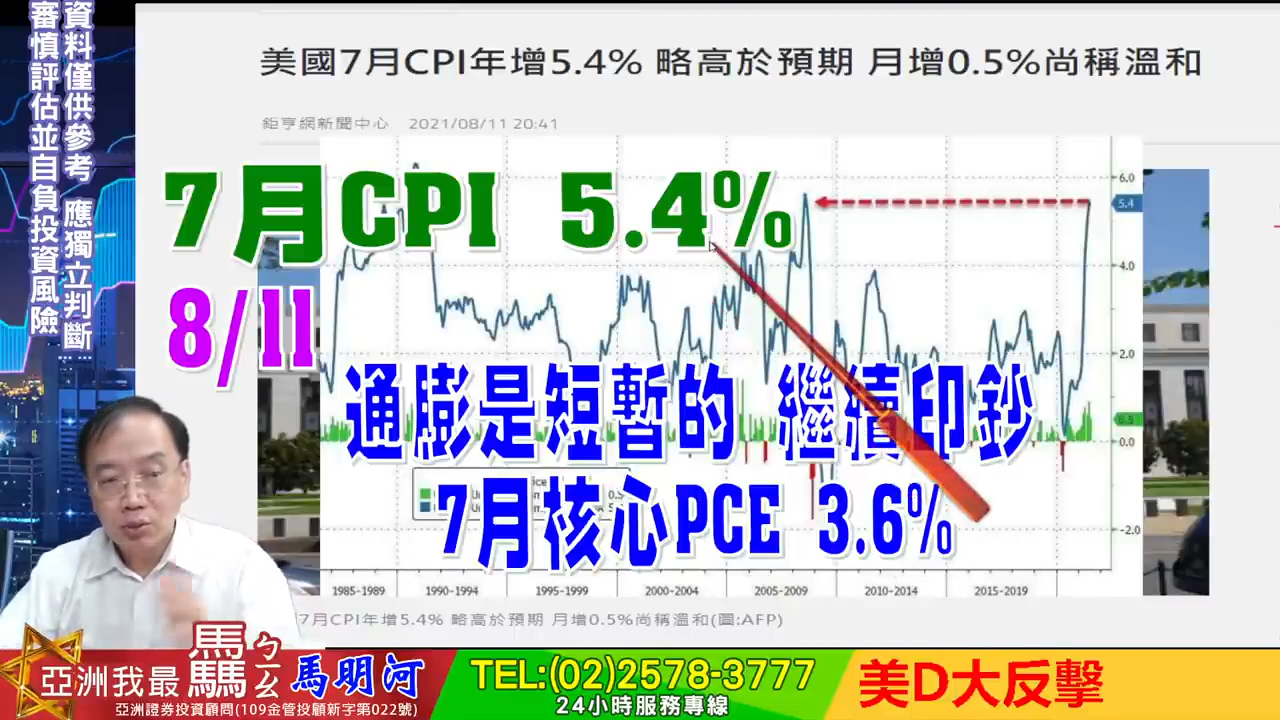 資料僅供參考 應獨立判斷
審慎評估並自負投資風險
美國7月CPI年增5.4% 略高於預期 月增0.5%尚稱溫和
鉅亨網新聞中心 2021/08/11 20:41
7月CPI 5.4%
8/11
通膨是短暫的 繼續印鈔
7月核心PCE 3.6%
6.0
5.4
4.0
2.0
0.5
0.0
-2.0
1985-1989 1990-1994 1995-1999 2000-2004 2005-2009 2010-2014 2015-2019
7月CPI年增5.4% 略高於預期 月增0.5%尚稱溫和(圖:AFP)
亞洲我最驫ㄅㄧㄠ馬明河
亞洲證券投資顧問(109金管投顧新字第022號)
TEL:(02)2578-3777
24小時服務專線
美D大反擊